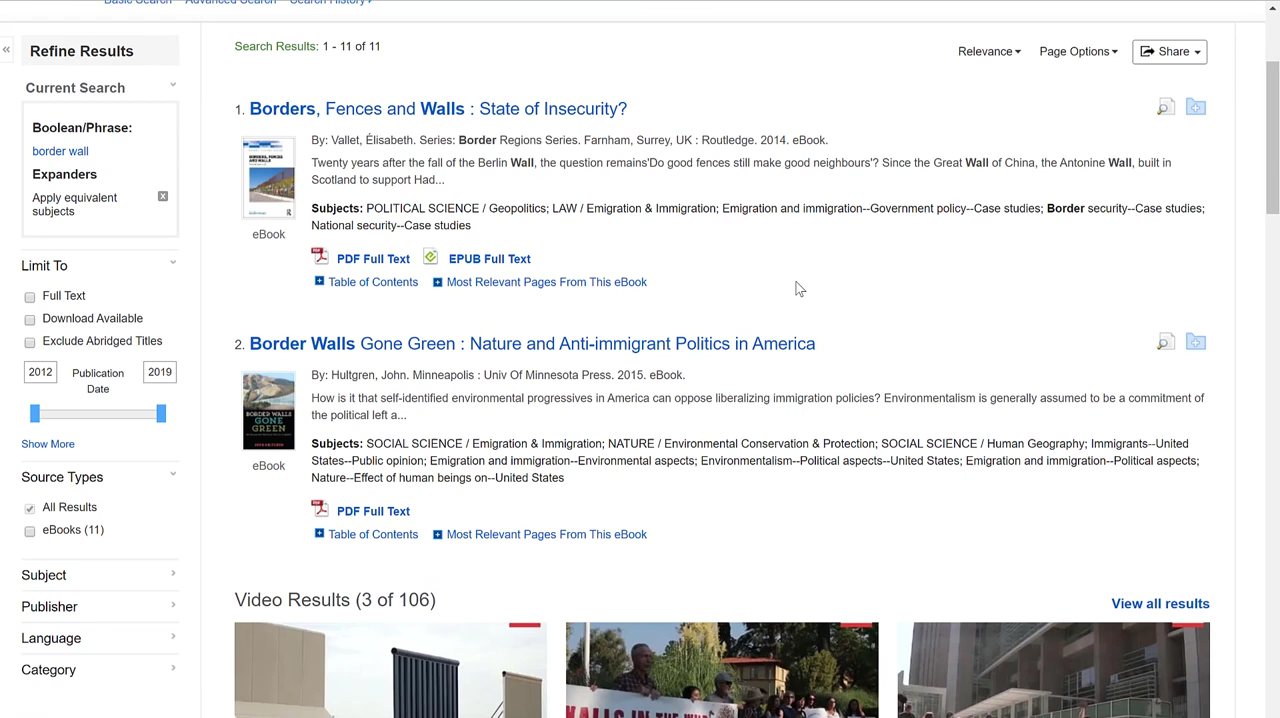 Basic Search Advanced Search Search History
«
Refine Results
Current Search
Boolean/Phrase:
border wall
Expanders
Apply equivalent
subjects
Limit To
Full Text
Download Available
Exclude Abridged Titles
2012 Publication Date 2019
Show More
Source Types
All Results
eBooks (11)
Subject
Publisher
Language
Category
Search Results: 1 - 11 of 11
Relevance Page Options Share
1. Borders, Fences and Walls : State of Insecurity?
By: Vallet, Élisabeth. Series: Border Regions Series. Farnham, Surrey, UK : Routledge. 2014. eBook.
Twenty years after the fall of the Berlin Wall, the question remains'Do good fences still make good neighbours'? Since the Great Wall of China, the Antonine Wall, built in
Scotland to support Had...
Subjects: POLITICAL SCIENCE / Geopolitics; LAW / Emigration & Immigration; Emigration and immigration--Government policy--Case studies; Border security--Case studies;
National security--Case studies
eBook
PDF Full Text EPUB Full Text
Table of Contents Most Relevant Pages From This eBook
2. Border Walls Gone Green : Nature and Anti-immigrant Politics in America
By: Hultgren, John. Minneapolis : Univ Of Minnesota Press. 2015. eBook.
How is it that self-identified environmental progressives in America can oppose liberalizing immigration policies? Environmentalism is generally assumed to be a commitment of
the political left a...
BORDER WALLS
GONE GREEN
Subjects: SOCIAL SCIENCE / Emigration & Immigration; NATURE / Environmental Conservation & Protection; SOCIAL SCIENCE / Human Geography; Immigrants--United
States--Public opinion; Emigration and immigration--Environmental aspects; Environmentalism--Political aspects--United States; Emigration and immigration--Political aspects;
Nature--Effect of human beings on--United States
eBook
PDF Full Text
Table of Contents Most Relevant Pages From This eBook
Video Results (3 of 106)
View all results
WALLS IN THE